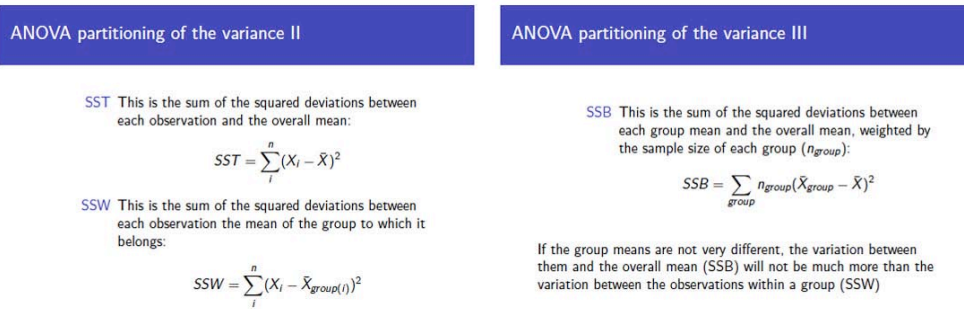 ANOVA partitioning of the variance II
SST This is the sum of the squared deviations between
each observation and the overall mean:
SST = ∑_i^n (X_i − X̄)²
SSW This is the sum of the squared deviations between
each observation the mean of the group to which it
belongs:
SSW = ∑_i^n (X_i − X̄_group(i))²
ANOVA partitioning of the variance III
SSB This is the sum of the squared deviations between
each group mean and the overall mean, weighted by
the sample size of each group (n_group):
SSB = ∑_group n_group(X̄_group − X̄)²
If the group means are not very different, the variation between
them and the overall mean (SSB) will not be much more than the
variation between the observations within a group (SSW)